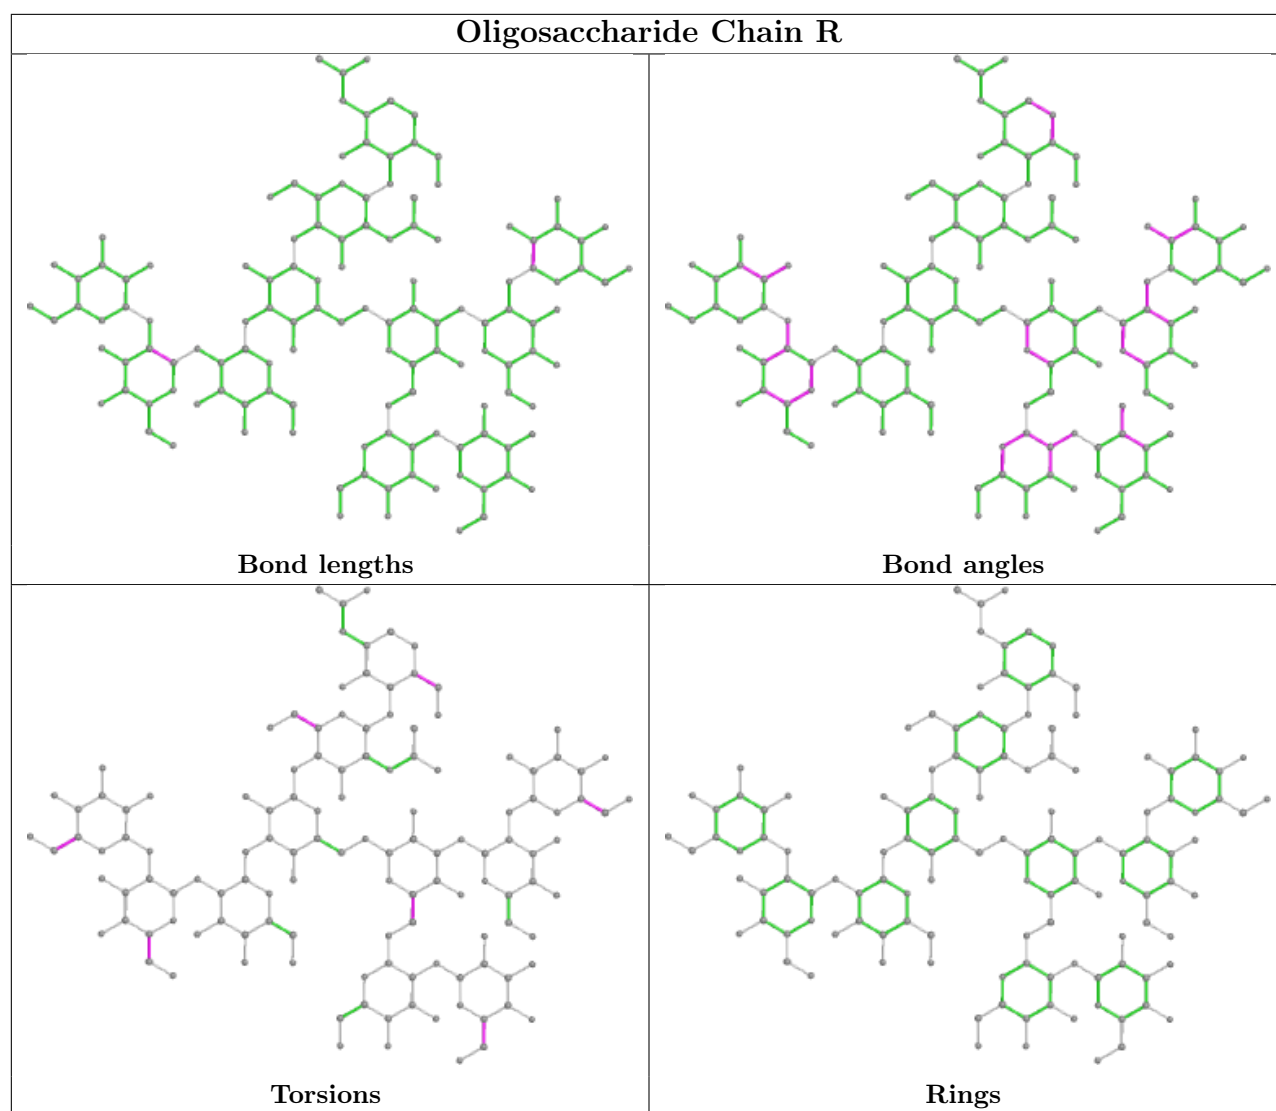 Oligosaccharide Chain R
Bond lengths
Bond angles
Torsions
Rings